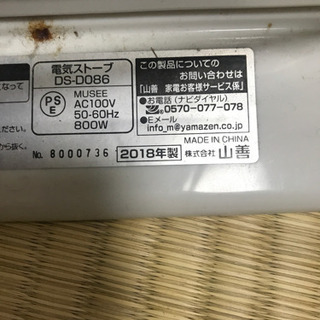 なって
ださい。
から抜く。
電気ストーブ
DS-D086
PS
E
MUSEE
AC100V
50-60Hz
800W
No. 8000736
2018年製
この製品についての
お問い合わせは
「山善 家電お客様サービス係」
●お電話(ナビダイヤル)
0570-077-078
●Eメール
info_m@yamazen.co.jp
MADE IN CHINA
株式会社 山善